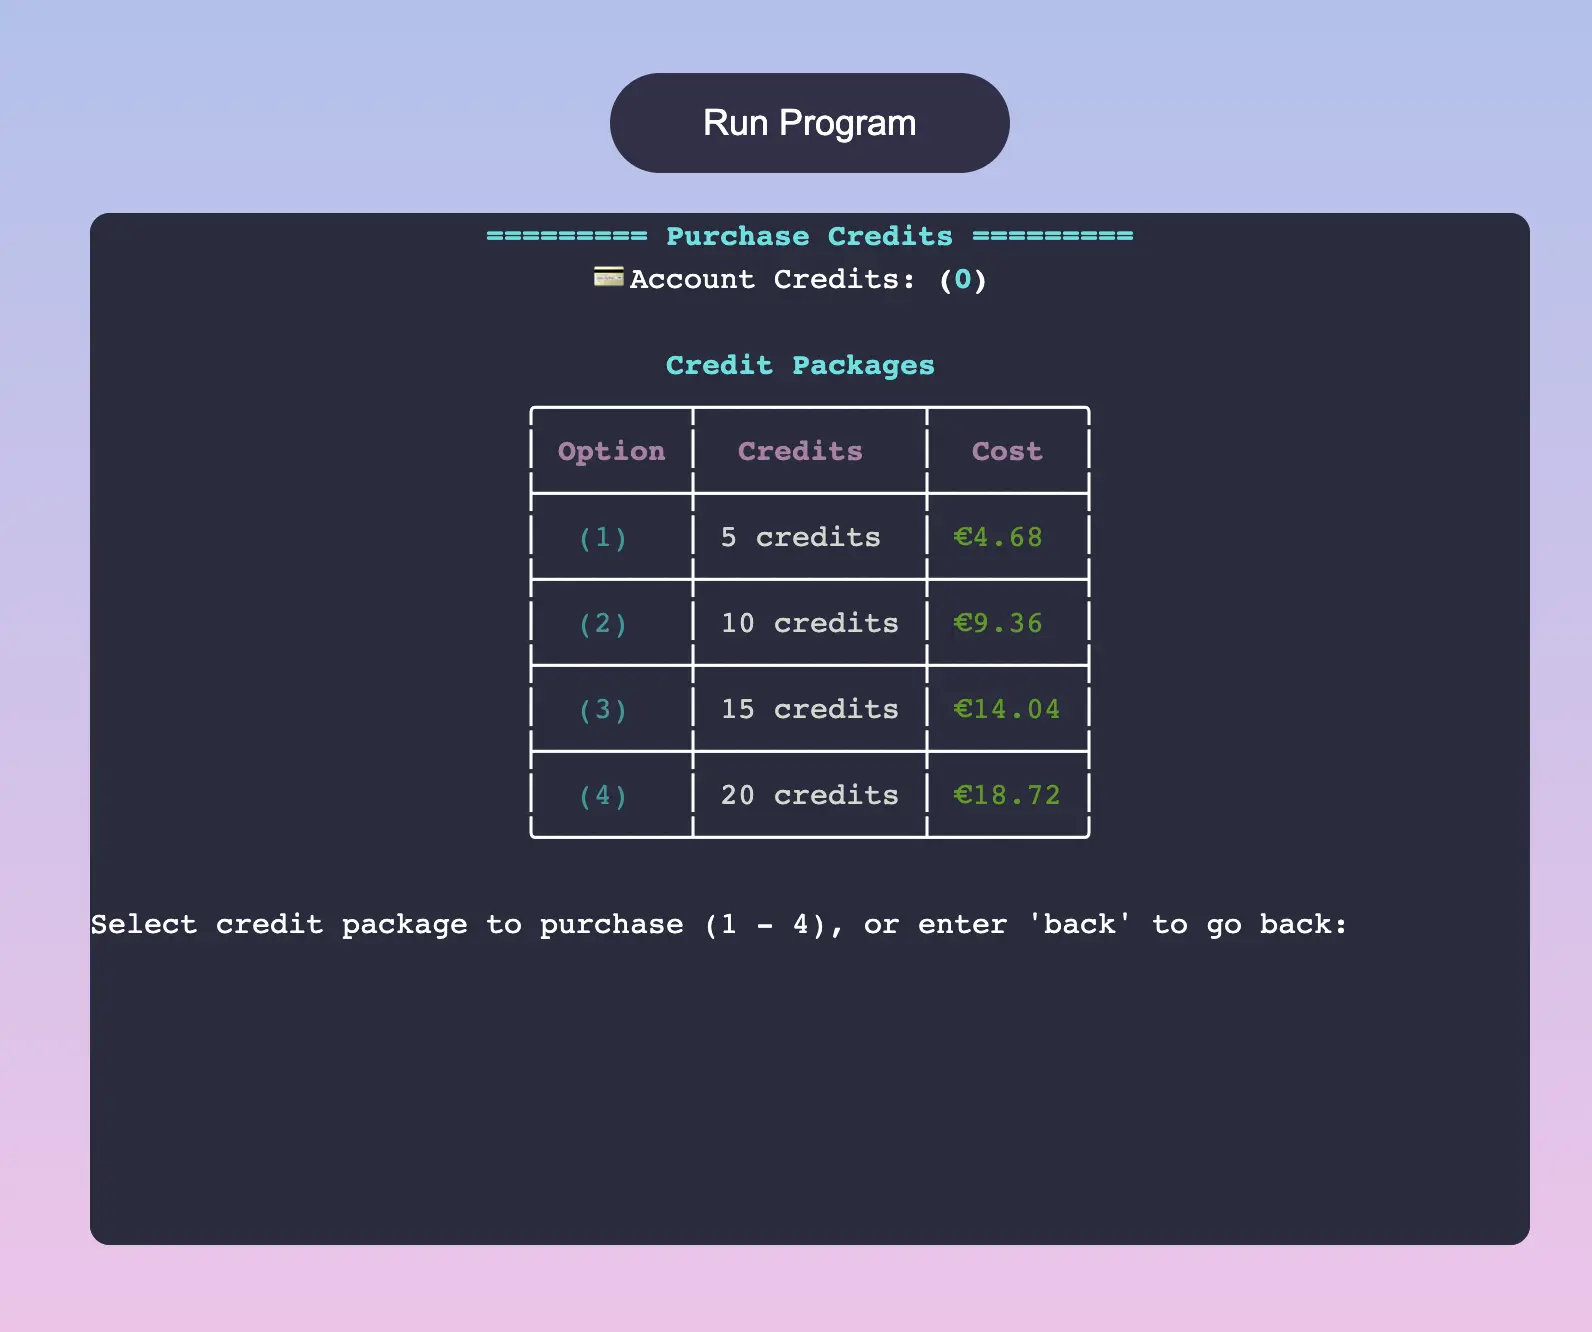 Run Program
========= Purchase Credits =========
💳Account Credits: (0)
Credit Packages
Option Credits Cost
(1) 5 credits €4.68
(2) 10 credits €9.36
(3) 15 credits €14.04
(4) 20 credits €18.72
Select credit package to purchase (1 - 4), or enter 'back' to go back: